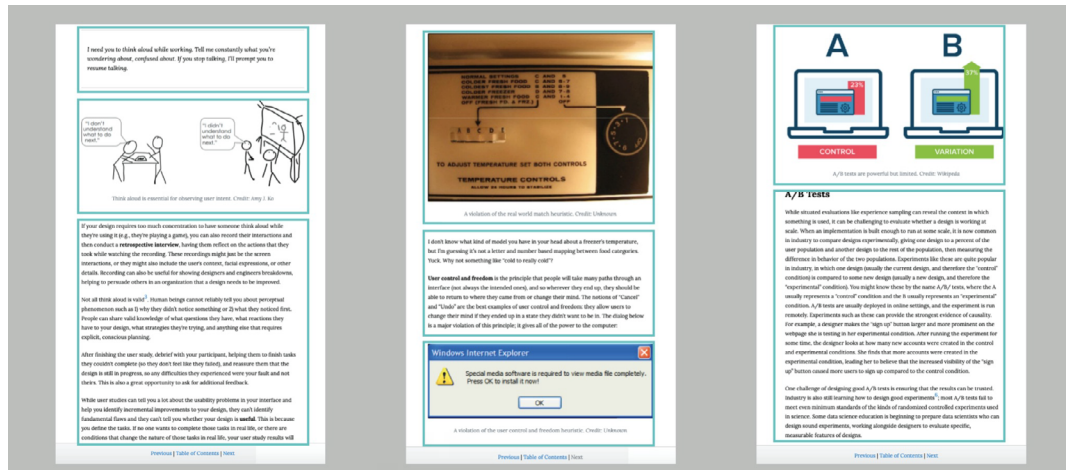 I need you to think aloud while working. Tell me constantly what you're
wondering about, confused about. If you stop talking, I'll prompt you to
resume talking.
"I don't
understand
what to do
next."
"I didn't
understand
what to do
next."
Think aloud is essential for observing user intent. Credit: Amy J. Ko
If your design requires too much concentration to have someone think aloud while
they're using it (e.g., they're playing a game), you can also record their interactions and
then conduct a retrospective interview, having them reflect on the actions that they
took while watching the recording. These recordings might just be the screen
interactions, or they might also include the user's context, facial expressions, or other
details. Recording can also be useful for showing designers and engineers breakdowns,
helping to persuade others in an organization that a design needs to be improved.
Not all think aloud is valid. Human beings cannot reliably tell you about perceptual
phenomenon such as 1) why they didn't notice something or 2) what they noticed first.
People can share valid knowledge of what questions they have, what reactions they
have to your design, what strategies they're trying, and anything else that requires
explicit, conscious planning.
After finishing the user study, debrief with your participant, helping them to finish tasks
they couldn't complete (so they don't feel like they failed), and reassure them that the
design is still in progress, so any difficulties they experienced were your fault and not
theirs. This is also a great opportunity to ask for additional feedback.
While user studies can tell you a lot about the usability problems in your interface and
help you identify incremental improvements to your design, they can't identify
fundamental flaws and they can't tell you whether your design is useful. This is because
you define the tasks. If no one wants to complete those tasks in real life, or there are
conditions that change the nature of those tasks in real life, your user study results will
Previous | Table of Contents | Next
NORMAL SETTINGS C AND
COLDER FRESH FOOD C AND
COLDEST FRESH FOOD AND
COLDER FREEZER AND
WARMER FRESH FOOD C AND
OFF (FRESH FD. & FRZ.) OFF
TO ADJUST TEMPERATURE SET BOTH CONTROLS
TEMPERATURE CONTROLS
ALLOW 24 HOURS TO STABILIZE
A violation of the real world match heuristic. Credit: Unknown
I don't know what kind of model you have in your head about a freezer's temperature,
but I'm guessing it's not a letter and number based mapping between food categories.
Yuck. Why not something like "cold to really cold"?
User control and freedom is the principle that people will take many paths through an
interface (not always the intended ones), and so wherever they end up, they should be
able to return to where they came from or change their mind. The notions of "Cancel"
and "Undo" are the best examples of user control and freedom: they allow users to
change their mind if they ended up in a state they didn't want to be in. The dialog below
is a major violation of this principle; it gives all of the power to the computer:
Windows Internet Explorer
Special media software is required to view media file completely.
Press OK to install it now!
OK
A violation of the user control and freedom heuristic. Credit: Unknown
Previous | Table of Contents | Next
A B
23% 37%
CONTROL VARIATION
A/B tests are powerful but limited. Credit: Wikipedia
A/B Tests
While situated evaluations like experience sampling can reveal the context in which
something is used, it can be challenging to evaluate whether a design is working at
scale. When an implementation is built enough to run at some scale, it is now common
in industry to compare designs experimentally, giving one design to a percent of the
user population and another design to the rest of the population, then measuring the
difference in behavior of the two populations. Experiments like these are quite popular
in industry, in which one design (usually the current design, and therefore the "control"
condition) is compared to some new design (usually a new design, and therefore the
"experimental" condition). You might know these by the name A/B/ tests, where the A
usually represents a "control" condition and the B usually represents an "experimental"
condition. A/B tests are usually deployed in online settings, and the experiment is run
remotely. Experiments such as these can provide the strongest evidence of causality.
For example, a designer makes the "sign up" button larger and more prominent on the
webpage she is testing in her experimental condition. After running the experiment for
some time, the designer looks at how many new accounts were created in the control
and experimental conditions. She finds that more accounts were created in the
experimental condition, leading her to believe that the increased visibility of the "sign
up" button caused more users to sign up compared to the control condition.
One challenge of designing good A/B tests is ensuring that the results can be trusted.
Industry is also still learning how to design good experiments; most A/B tests fail to
meet even minimum standards of the kinds of randomized controlled experiments used
in science. Some data science education is beginning to prepare data scientists who can
design sound experiments, working alongside designers to evaluate specific,
measurable features of designs.
Previous | Table of Contents | Next